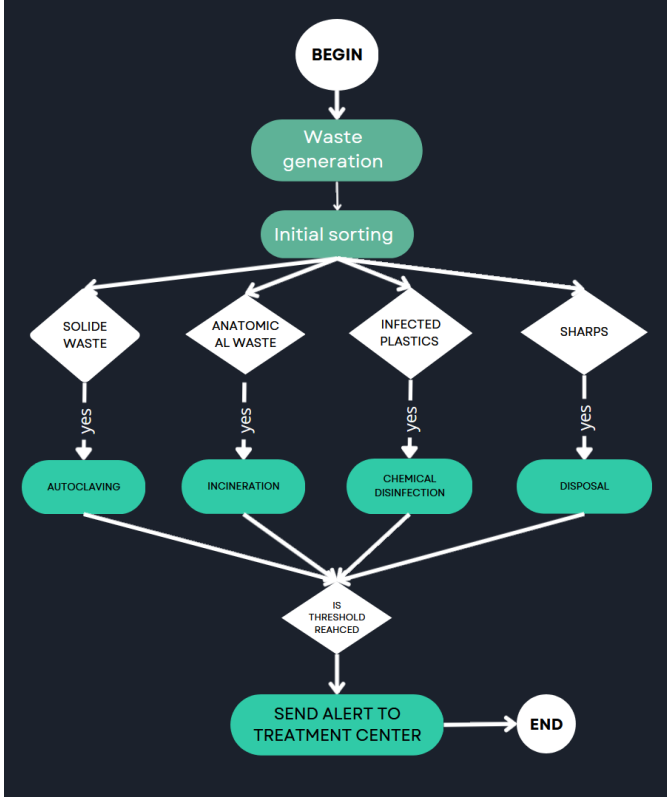 BEGIN
Waste
generation
Initial sorting
SOLIDE
WASTE
ANATOMIC
AL WASTE
INFECTED
PLASTICS
SHARPS
yes
yes
yes
yes
AUTOCLAVING
INCINERATION
CHEMICAL
DISINFECTION
DISPOSAL
IS
THRESHOLD
REAHCED
SEND ALERT TO
TREATMENT CENTER
END